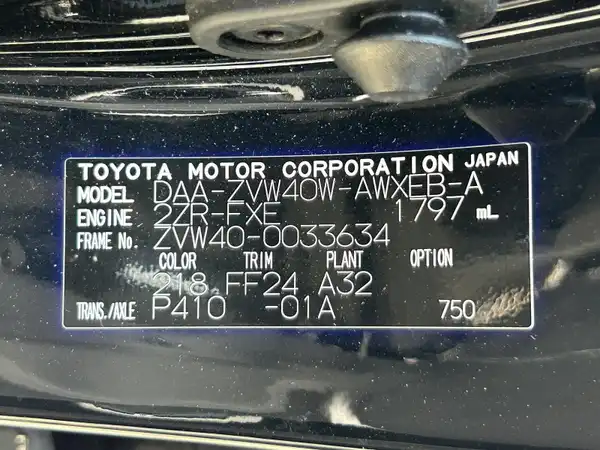 TOYOTA MOTOR CORPORATION JAPAN
MODEL DAA-ZVW40W-AWXEB-A
ENGINE 2ZR-FXE 1797 mL
FRAME No. ZVW40-0033634
COLOR TRIM PLANT OPTION
218 FF24 A32
TRANS./AXLE P410 -01A 750